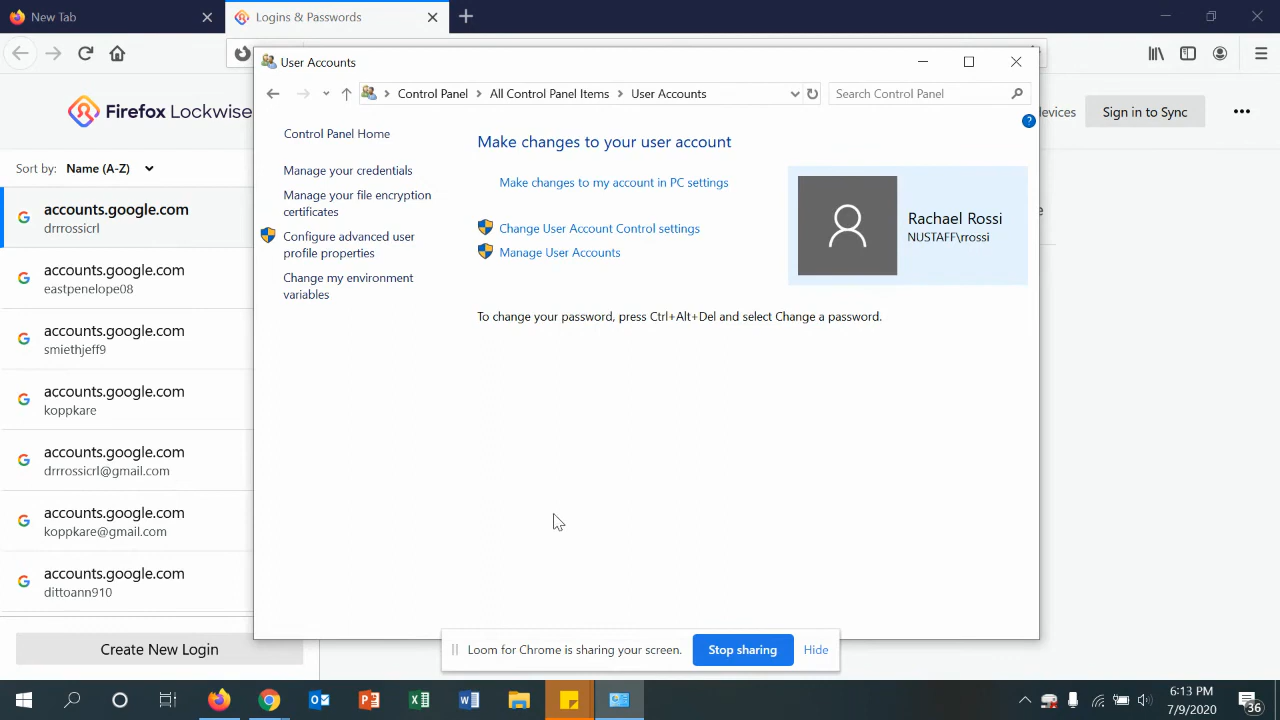 New Tab
Logins & Passwords
Firefox Lockwise
evices
Sign in to Sync
Sort by: Name (A-Z)
accounts.google.com
drrrossicrl
accounts.google.com
eastpenelope08
accounts.google.com
smiethjeff9
accounts.google.com
koppkare
accounts.google.com
drrrossicrl@gmail.com
accounts.google.com
koppkare@gmail.com
accounts.google.com
dittoann910
Create New Login
User Accounts
Control Panel > All Control Panel Items > User Accounts
Search Control Panel
Control Panel Home
Manage your credentials
Manage your file encryption
certificates
Configure advanced user
profile properties
Change my environment
variables
Make changes to your user account
Make changes to my account in PC settings
Change User Account Control settings
Manage User Accounts
Rachael Rossi
NUSTAFF\rrossi
To change your password, press Ctrl+Alt+Del and select Change a password.
Loom for Chrome is sharing your screen.
Stop sharing
Hide
6:13 PM
7/9/2020
36